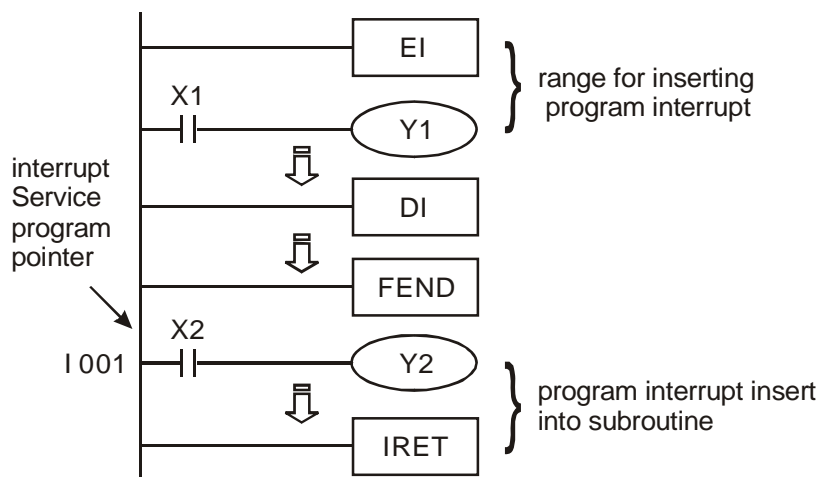 EI
range for inserting
program interrupt
X1
Y1
interrupt
Service
program
pointer
DI
FEND
X2
I 001
Y2
program interrupt insert
into subroutine
IRET